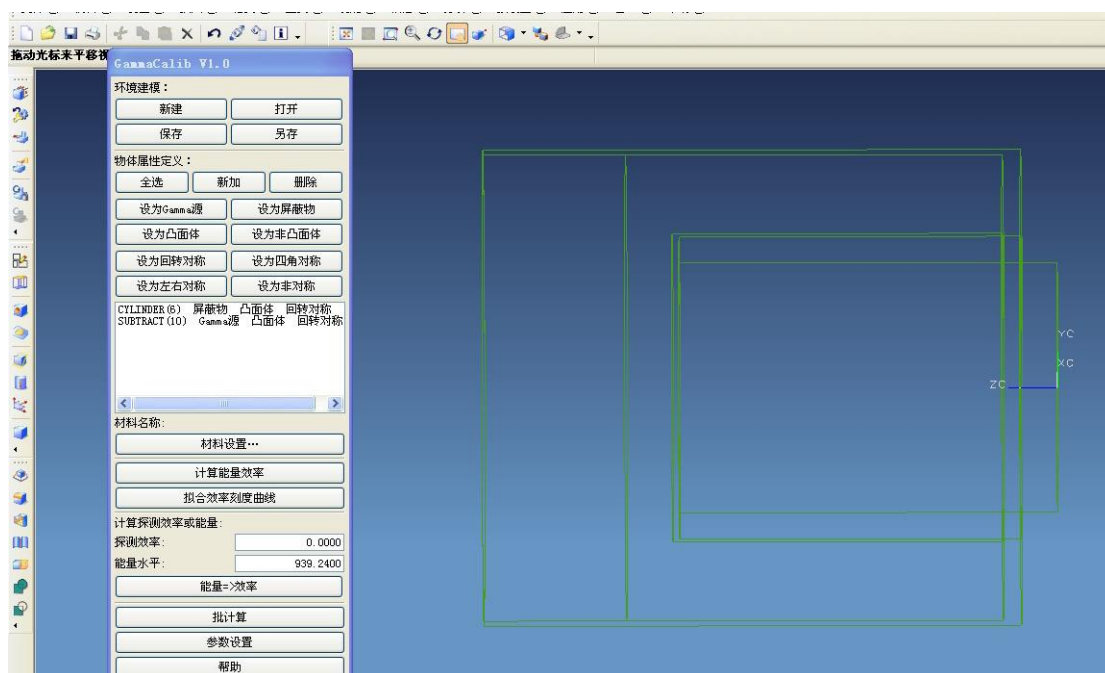 拖动光标来平移视
GammaCalib V1.0
环境建模：
新建 打开
保存 另存
物体属性定义：
全选 新加 删除
设为Gamma源 设为屏蔽物
设为凸面体 设为非凸面体
设为回转对称 设为四角对称
设为左右对称 设为非对称
CYLINDER(6) 屏蔽物 凸面体 回转对称
SUBTRACT(10) Gamma源 凸面体 回转对称
材料名称:
材料设置…
计算能量效率
拟合效率刻度曲线
计算探测效率或能量:
探测效率: 0.0000
能量水平: 939.2400
能量=>效率
批计算
参数设置
帮助
YC
XC
ZC